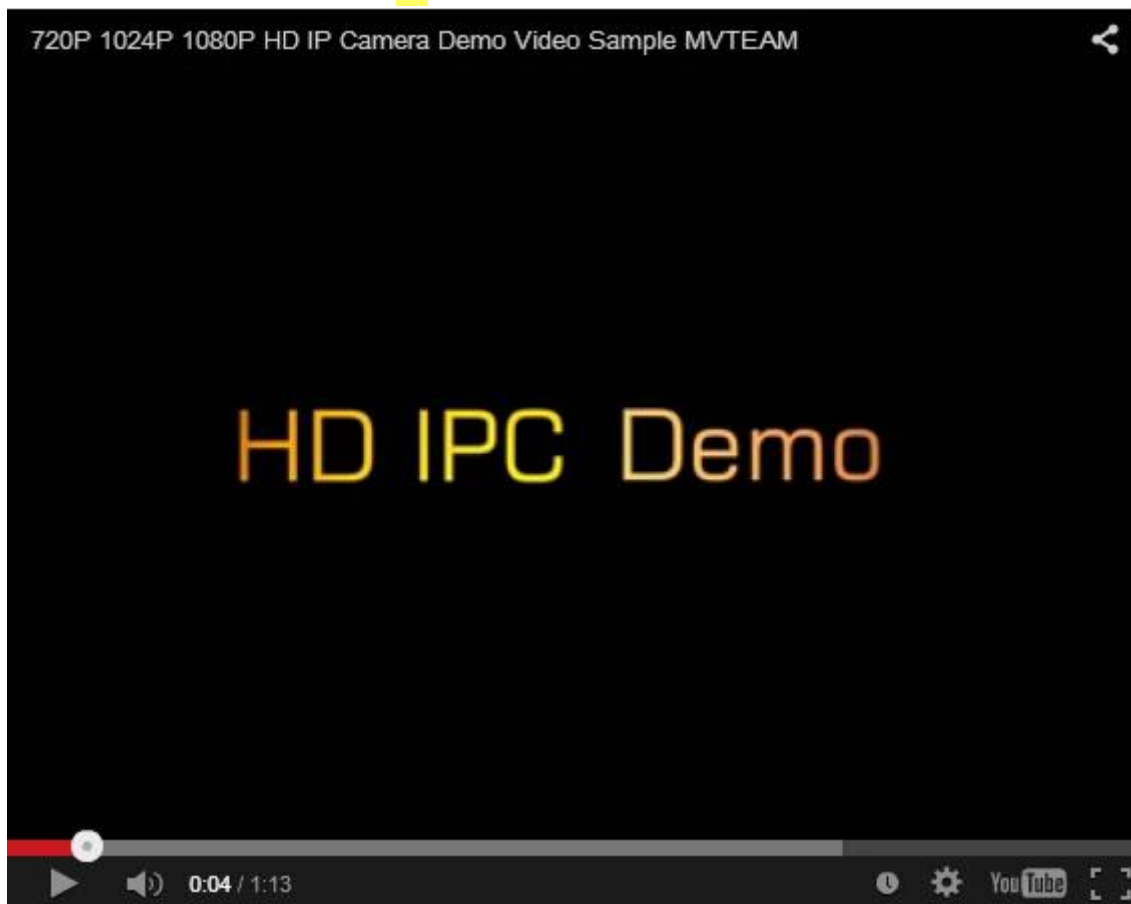 720P 1024P 1080P HD IP Camera Demo Video Sample MVTEAM
HD IPC Demo
0:04 / 1:13
YouTube